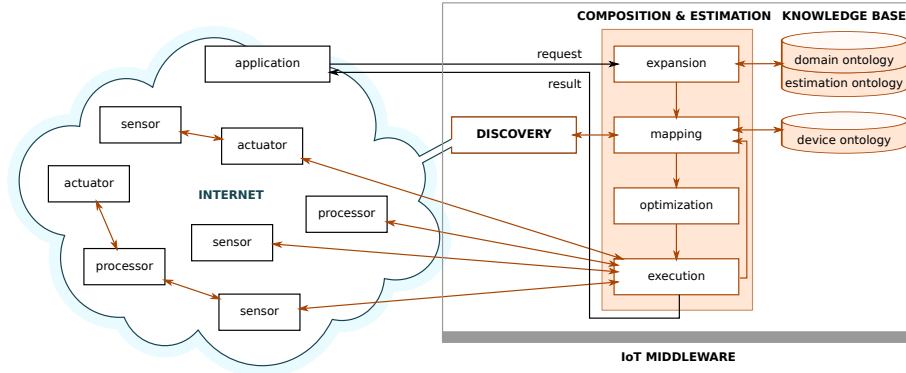 COMPOSITION & ESTIMATION
KNOWLEDGE BASE
application
request
result
expansion
domain ontology
estimation ontology
sensor
actuator
DISCOVERY
mapping
device ontology
actuator
INTERNET
processor
optimization
sensor
processor
execution
sensor
IoT MIDDLEWARE